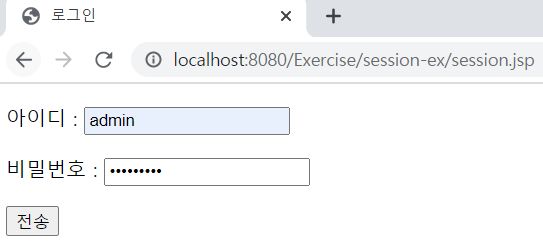 로그인
localhost:8080/Exercise/session-ex/session.jsp
아이디 : admin
비밀번호 : •••••••••
전송